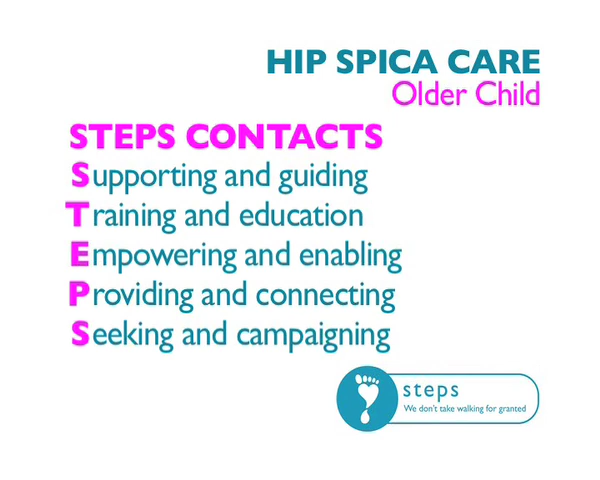 HIP SPICA CARE
Older Child
STEPS CONTACTS
Supporting and guiding
Training and education
Empowering and enabling
Providing and connecting
Seeking and campaigning
steps
We don't take walking for granted